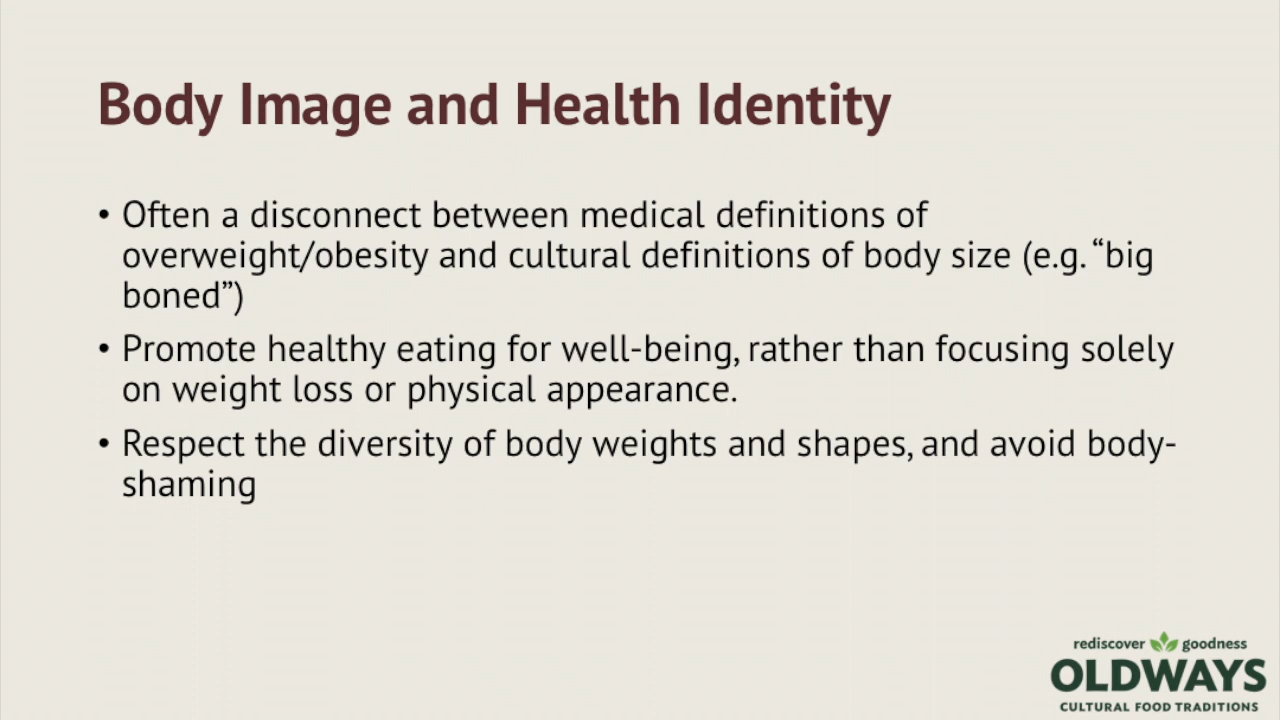 Body Image and Health Identity
• Often a disconnect between medical definitions of
overweight/obesity and cultural definitions of body size (e.g. “big
boned”)
• Promote healthy eating for well-being, rather than focusing solely
on weight loss or physical appearance.
• Respect the diversity of body weights and shapes, and avoid body-
shaming
rediscover goodness
OLDWAYS
CULTURAL FOOD TRADITIONS